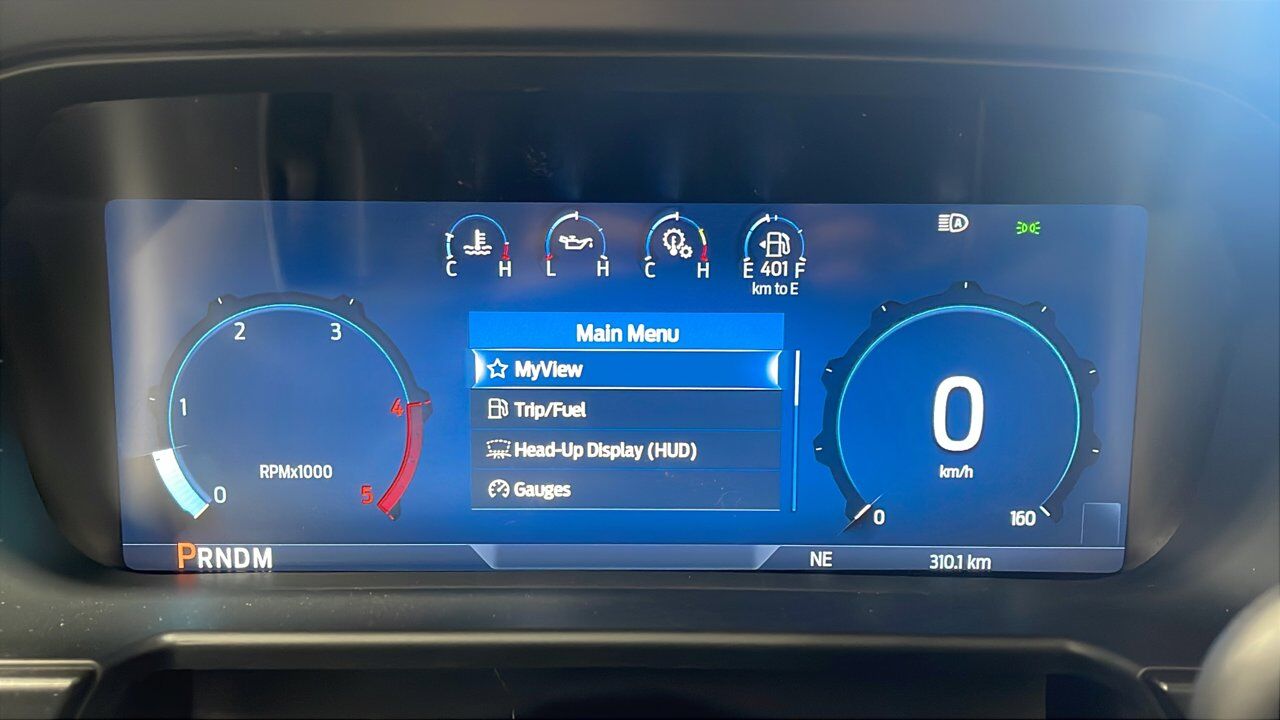 C H
L H
C H
E 401 F
km to E
A
2 3
1 4
0 5
RPMx1000
Main Menu
MyView
Trip/Fuel
Head-Up Display (HUD)
Gauges
0
km/h
0 160
PRNDM
NE
310.1 km